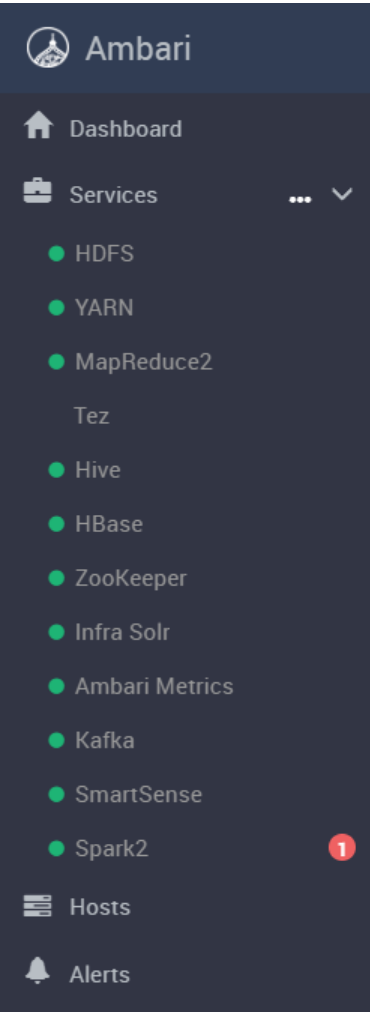 Ambari
Dashboard
Services ...
HDFS
YARN
MapReduce2
Tez
Hive
HBase
ZooKeeper
Infra Solr
Ambari Metrics
Kafka
SmartSense
Spark2 1
Hosts
Alerts